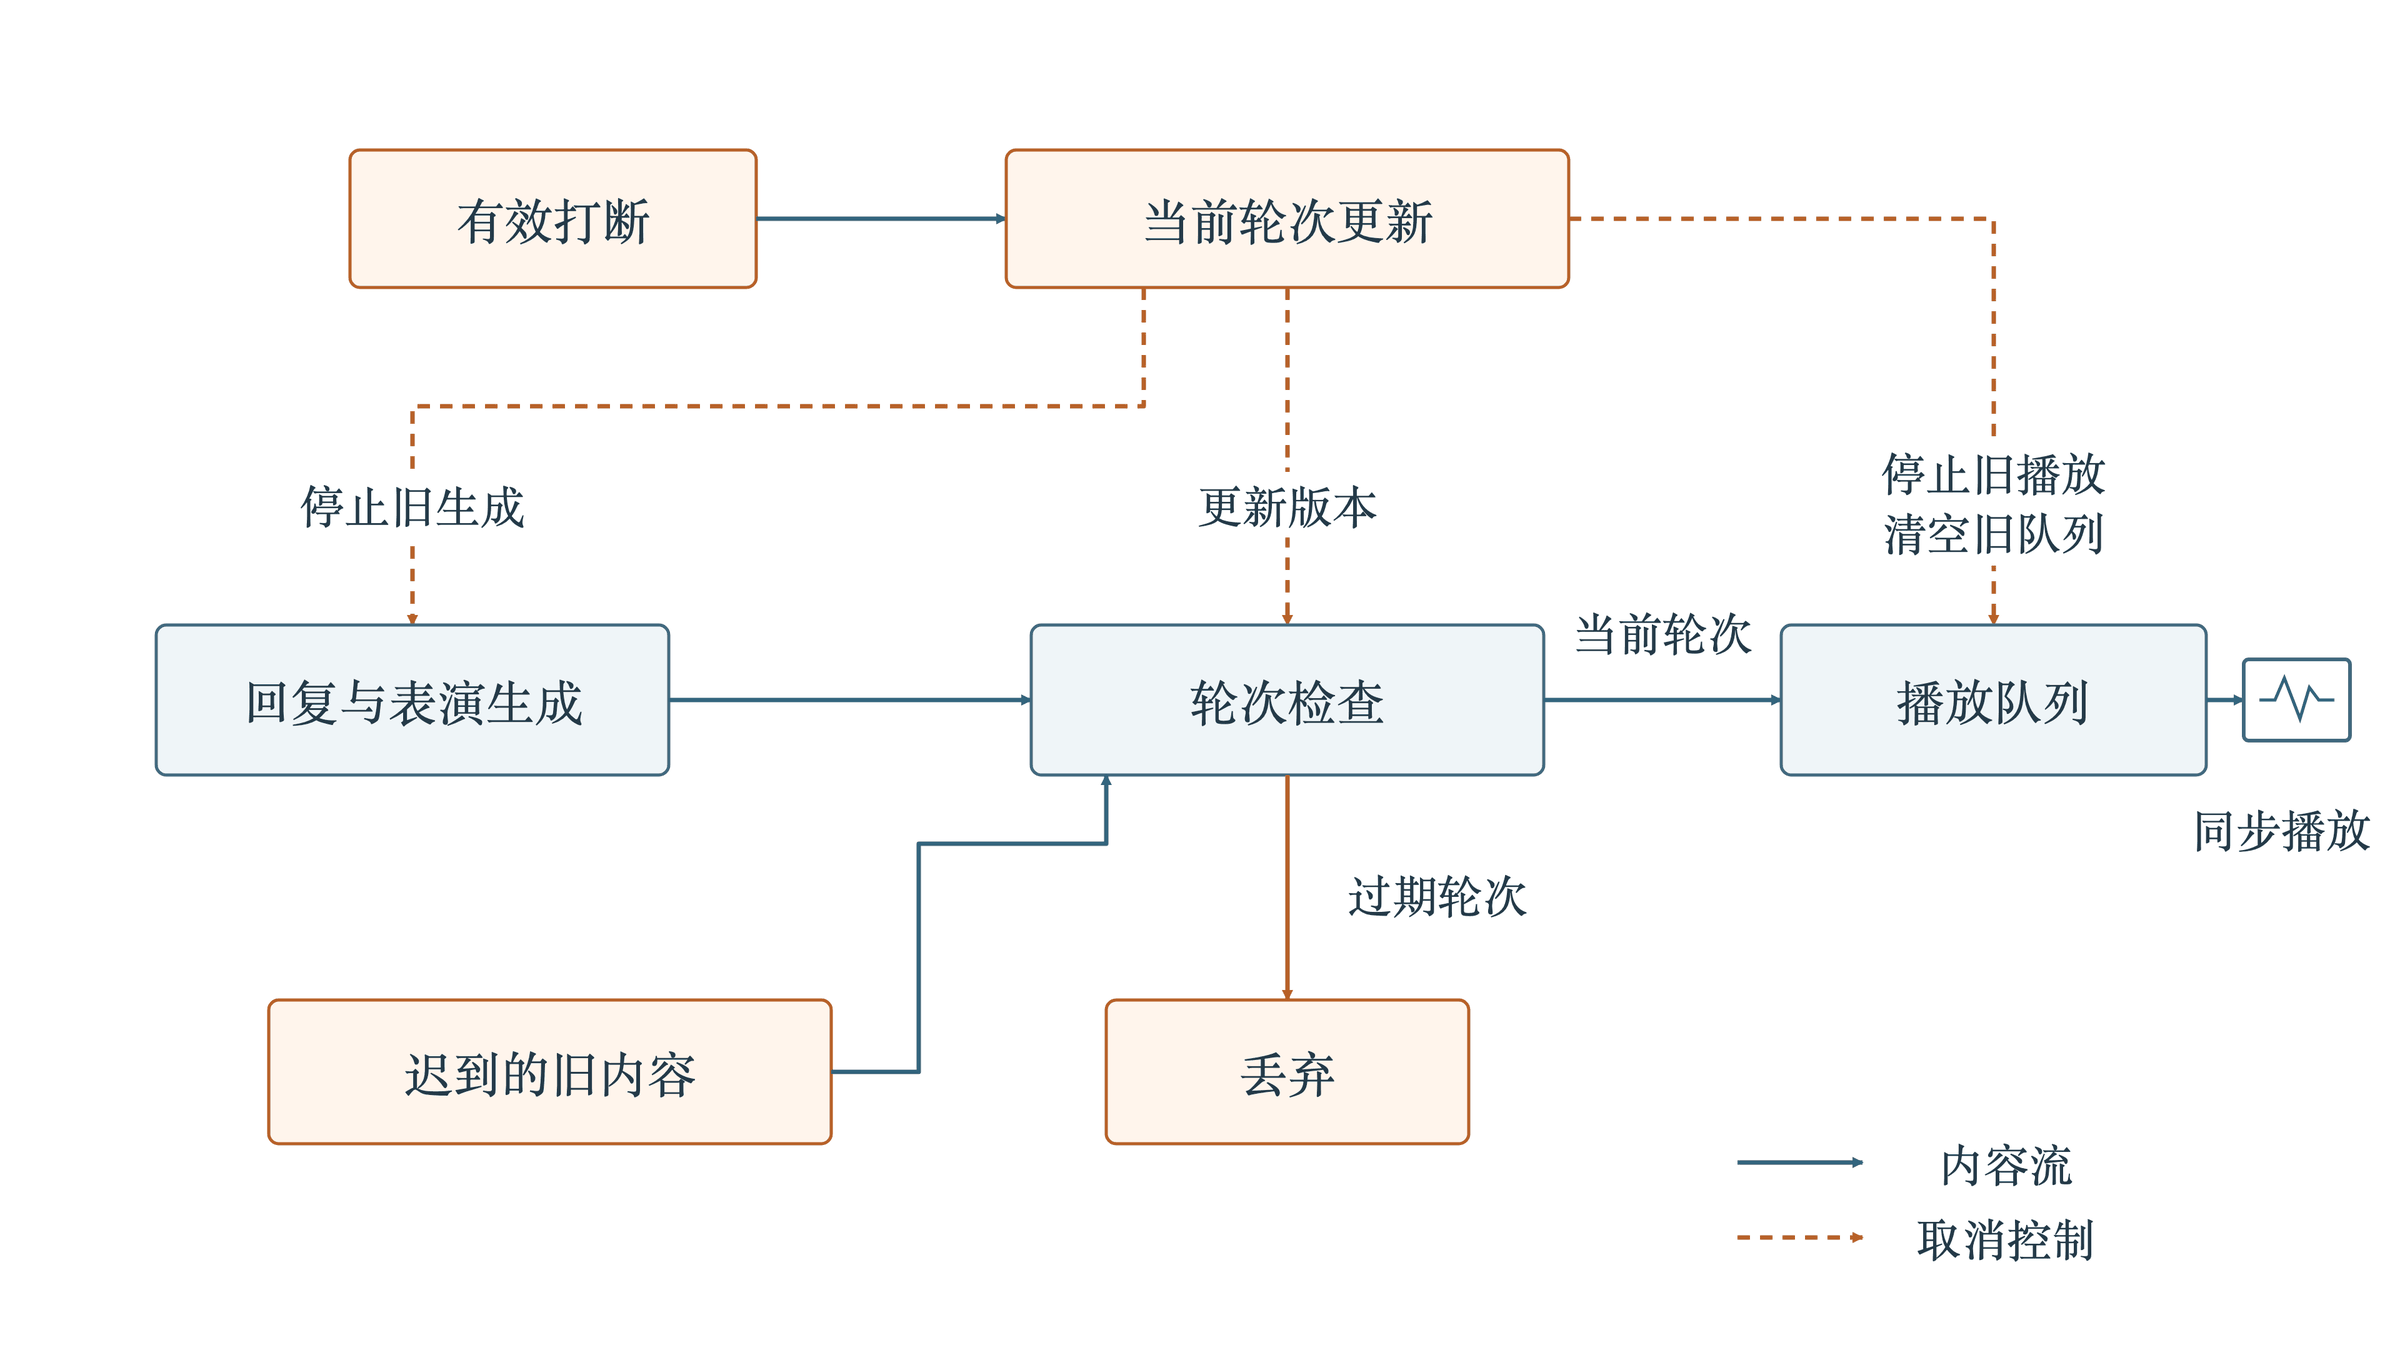 有效打断
当前轮次更新
停止旧生成
更新版本
停止旧播放
清空旧队列
回复与表演生成
轮次检查
当前轮次
播放队列
同步播放
过期轮次
迟到的旧内容
丢弃
内容流
取消控制